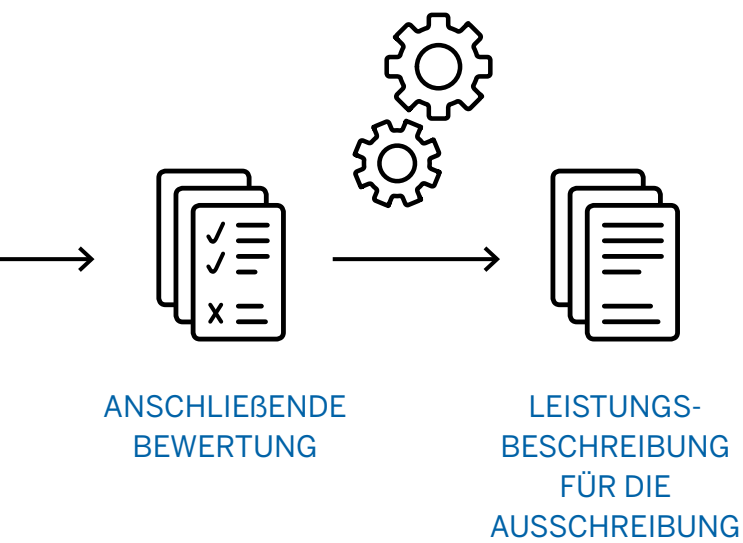 ANSCHLIEßENDE
BEWERTUNG
LEISTUNGS-
BESCHREIBUNG
FÜR DIE
AUSSCHREIBUNG